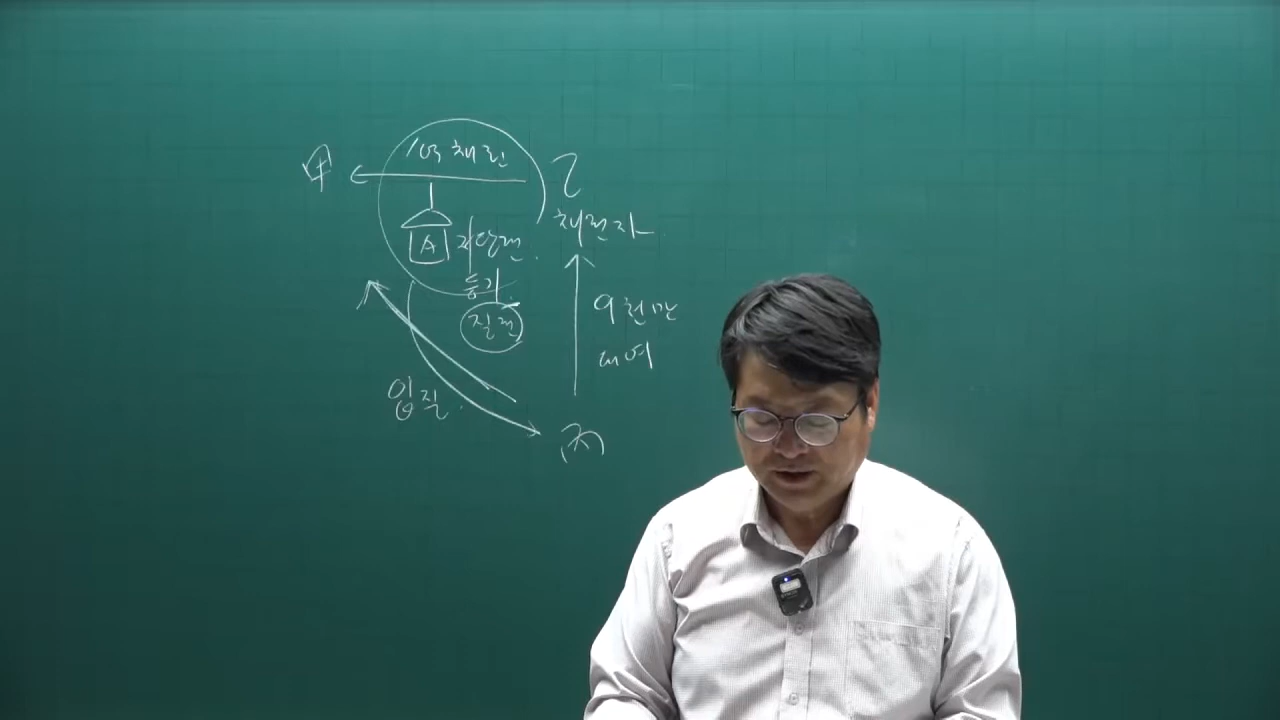 甲 1억 채권 乙
채권자
A 저당권.
등기.
질권
9천만
대여
입질.
丙